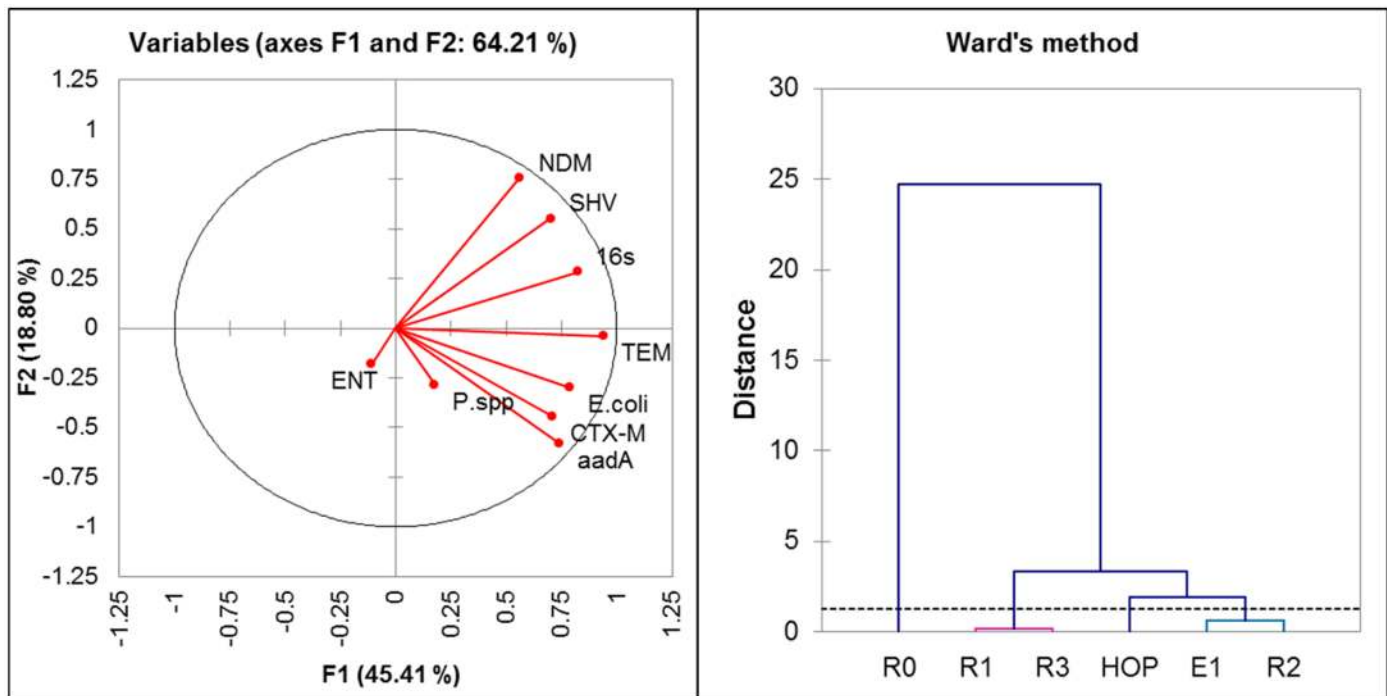 Variables (axes F1 and F2: 64.21 %)
1.25
1
0.75
0.5
0.25
0
-0.25
-0.5
-0.75
-1
-1.25
F2 (18.80 %)
NDM
SHV
16s
TEM
ENT
P.spp
E.coli
CTX-M
aadA
-1.25
-1
-0.75
-0.5
-0.25
0
0.25
0.5
0.75
1
1.25
F1 (45.41 %)
Ward's method
30
25
20
15
10
5
0
Distance
R0 R1 R3 HOP E1 R2